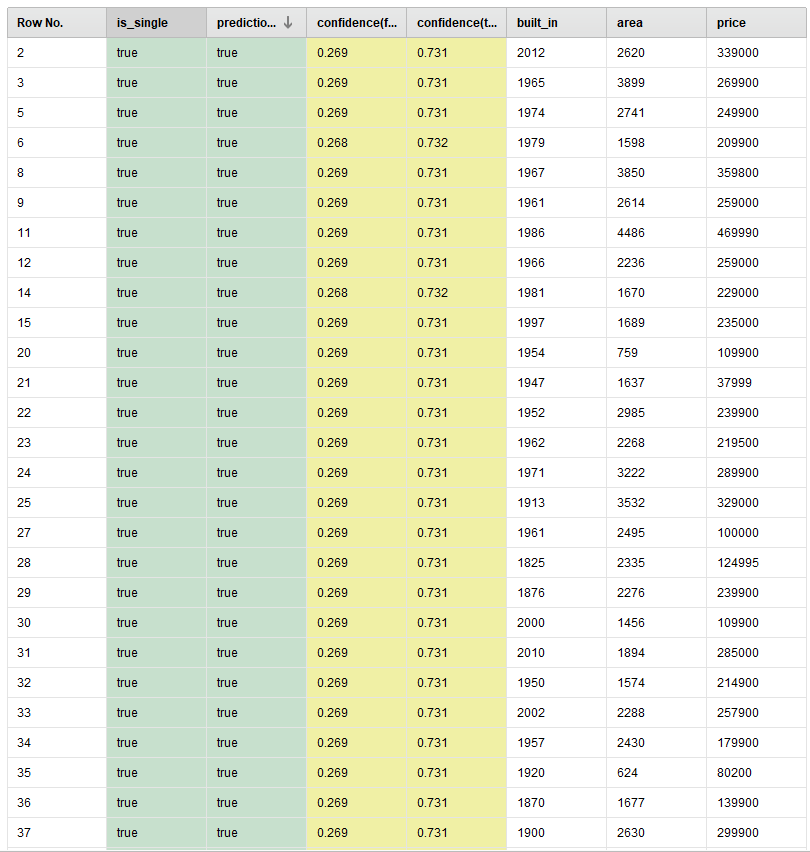 Row No. is_single predictio... confidence(f... confidence(t... built_in area price
2 true true 0.269 0.731 2012 2620 339000
3 true true 0.269 0.731 1965 3899 269900
5 true true 0.269 0.731 1974 2741 249900
6 true true 0.268 0.732 1979 1598 209900
8 true true 0.269 0.731 1967 3850 359800
9 true true 0.269 0.731 1961 2614 259000
11 true true 0.269 0.731 1986 4486 469990
12 true true 0.269 0.731 1966 2236 259000
14 true true 0.268 0.732 1981 1670 229000
15 true true 0.269 0.731 1997 1689 235000
20 true true 0.269 0.731 1954 759 109900
21 true true 0.269 0.731 1947 1637 37999
22 true true 0.269 0.731 1952 2985 239900
23 true true 0.269 0.731 1962 2268 219500
24 true true 0.269 0.731 1971 3222 289900
25 true true 0.269 0.731 1913 3532 329000
27 true true 0.269 0.731 1961 2495 100000
28 true true 0.269 0.731 1825 2335 124995
29 true true 0.269 0.731 1876 2276 239900
30 true true 0.269 0.731 2000 1456 109900
31 true true 0.269 0.731 2010 1894 285000
32 true true 0.269 0.731 1950 1574 214900
33 true true 0.269 0.731 2002 2288 257900
34 true true 0.269 0.731 1957 2430 179900
35 true true 0.269 0.731 1920 624 80200
36 true true 0.269 0.731 1870 1677 139900
37 true true 0.269 0.731 1900 2630 299900